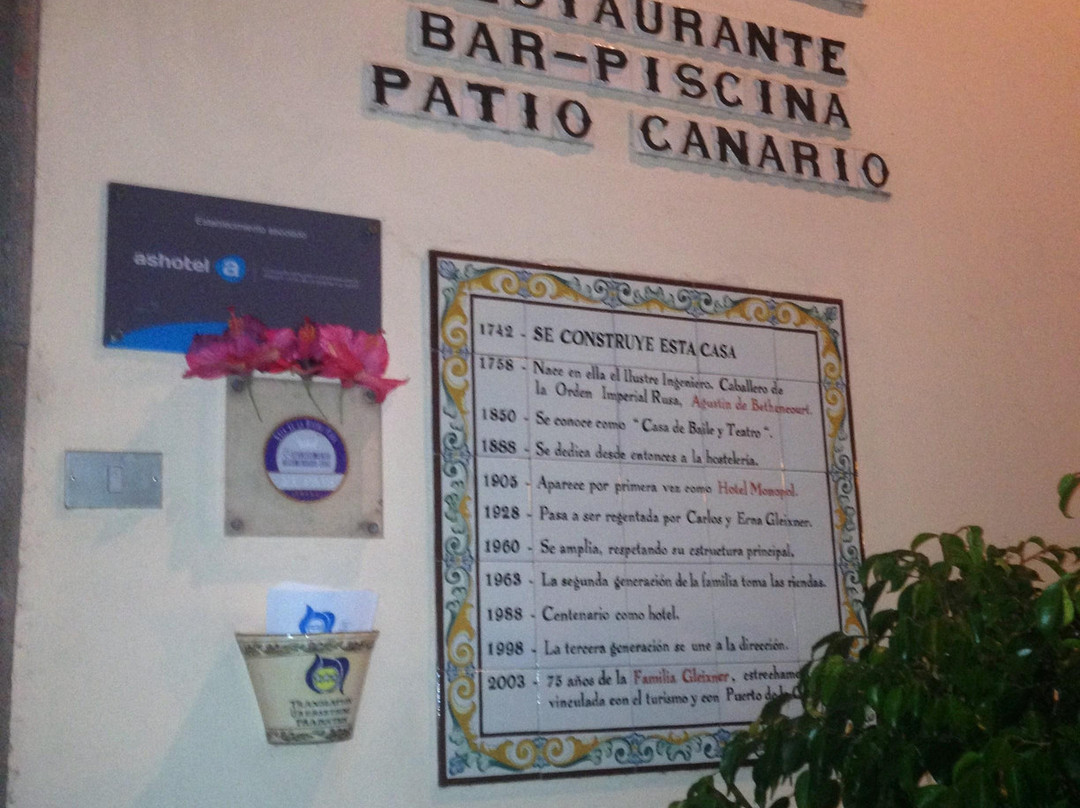 RESTAURANTE
BAR-PISCINA
PATIO CANARIO
ashotel a
1742 - SE CONSTRUYE ESTA CASA
1758 - Nace en ella el Ilustre Ingeniero, Caballero de
la Orden Imperial Rusa, Agustín de Bethencourt.
1850 - Se conoce como "Casa de Baile y Teatro".
1888 - Se dedica desde entonces a la hostelería.
1905 - Aparece por primera vez como Hotel Monopol.
1928 - Pasa a ser regentada por Carlos y Erna Gleixner.
1960 - Se amplia, respetando su estructura principal.
1963 - La segunda generación de la familia toma las riendas.
1988 - Centenario como hotel.
1998 - La tercera generación se une a la dirección.
2003 - 75 años de la Familia Gleixner, estrechame
vinculada con el turismo y con Puerto de la